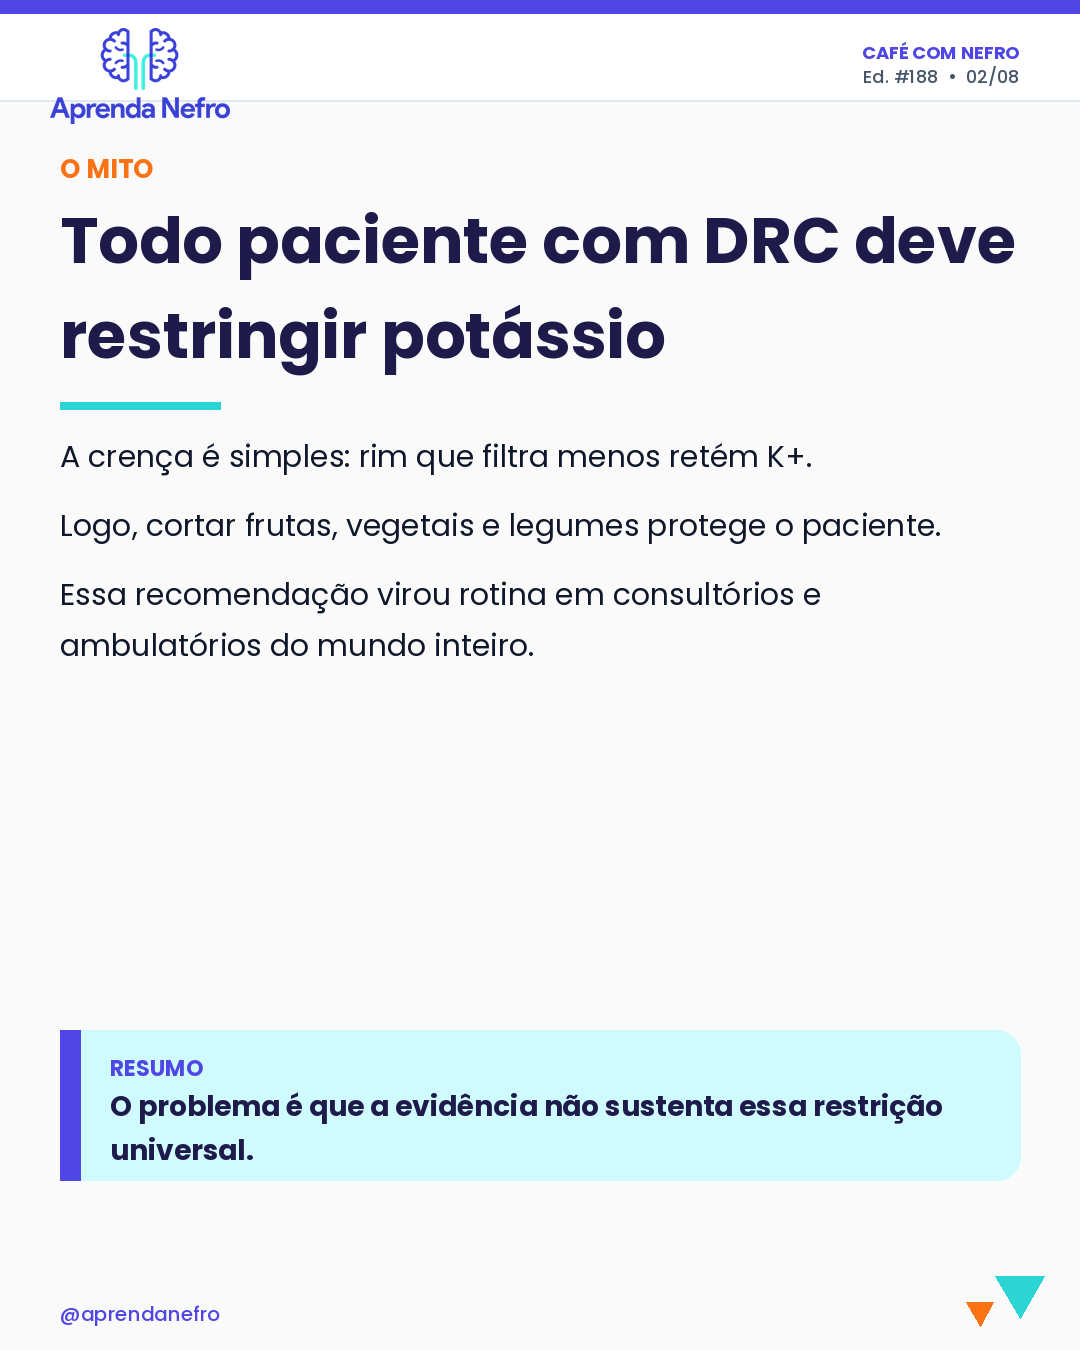 Aprenda Nefro
CAFÉ COM NEFRO
Ed. #188 • 02/08
O MITO
Todo paciente com DRC deve
restringir potássio
A crença é simples: rim que filtra menos retém K+.
Logo, cortar frutas, vegetais e legumes protege o paciente.
Essa recomendação virou rotina em consultórios e
ambulatórios do mundo inteiro.
RESUMO
O problema é que a evidência não sustenta essa restrição
universal.
@aprendanefro